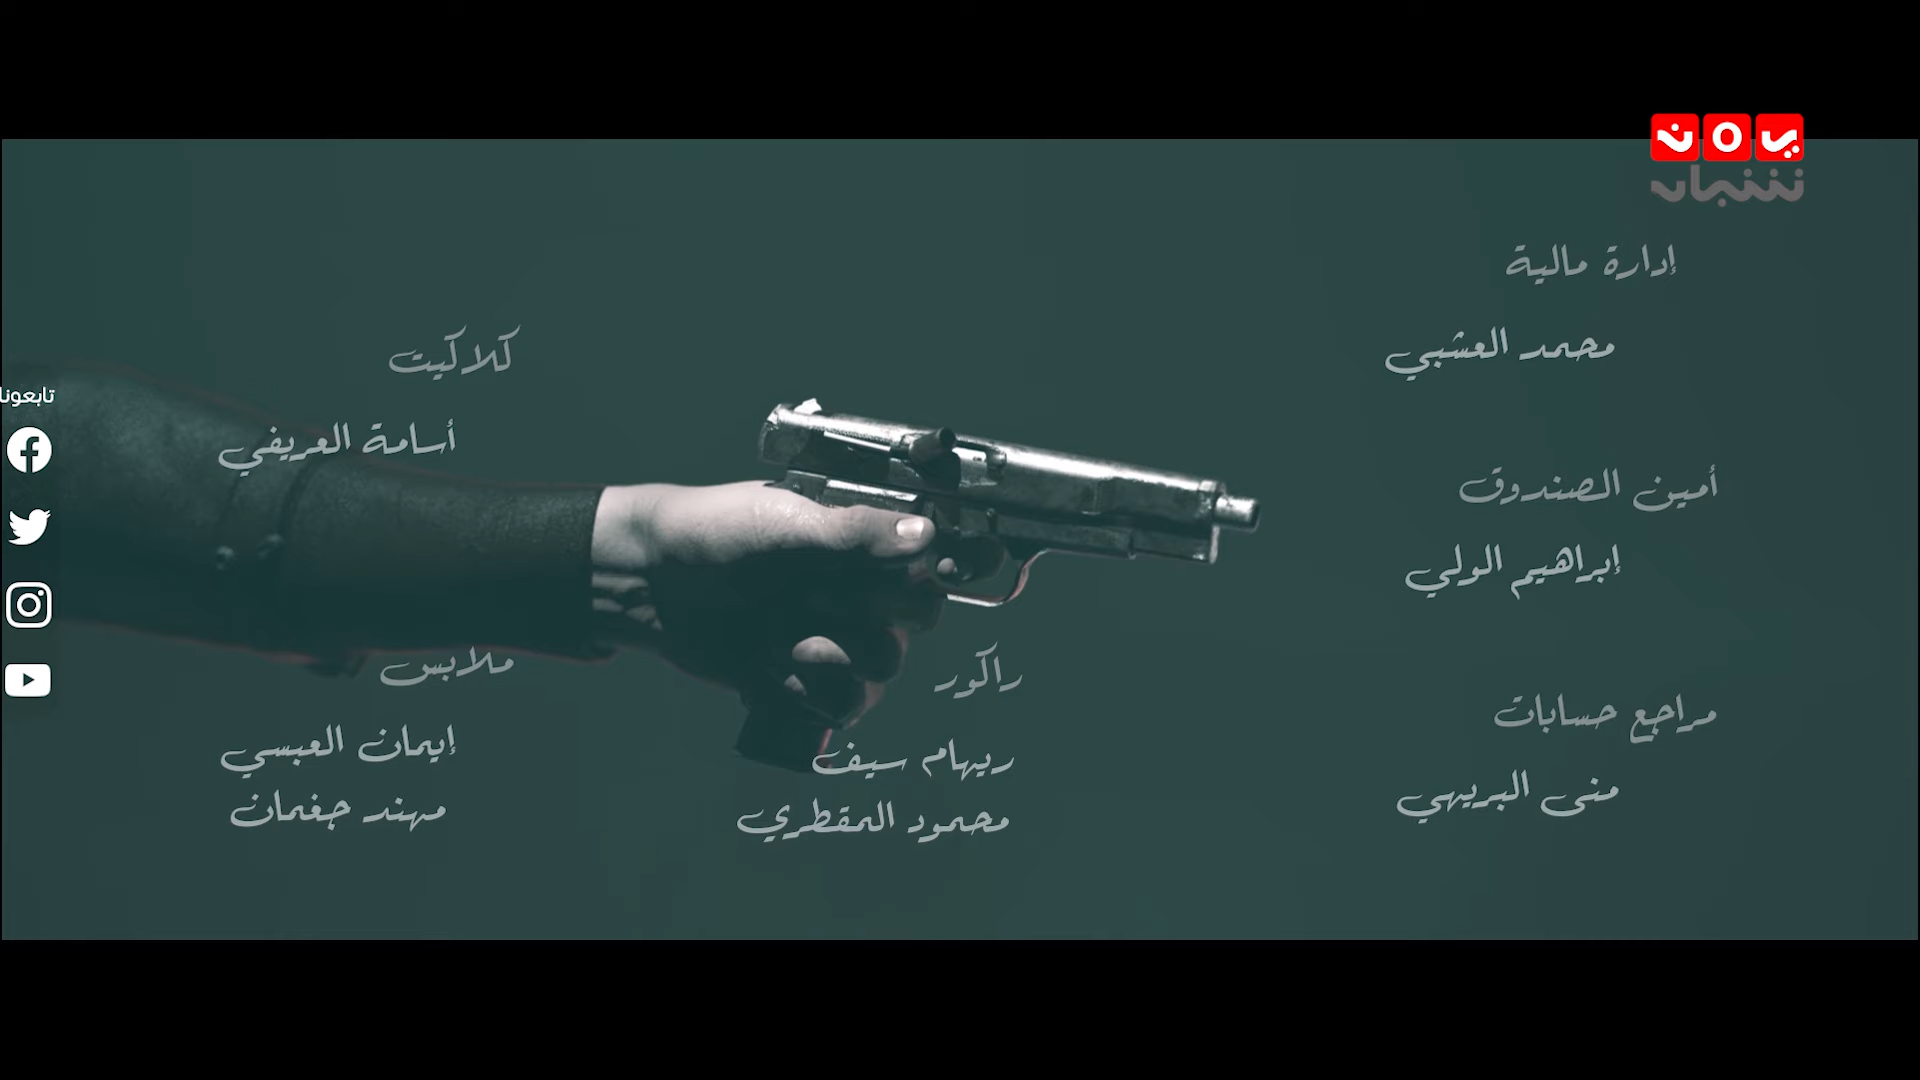 يمن
شباب
إدارة مالية
محمد العشبي
أمين الصندوق
إبراهيم الولي
مراجع حسابات
منى البريهي
راكور
ريهام سيف
محمود المقطري
كلاكيت
أسامة العريفي
ملابس
إيمان العبسي
مهند جغمان
تابعونا